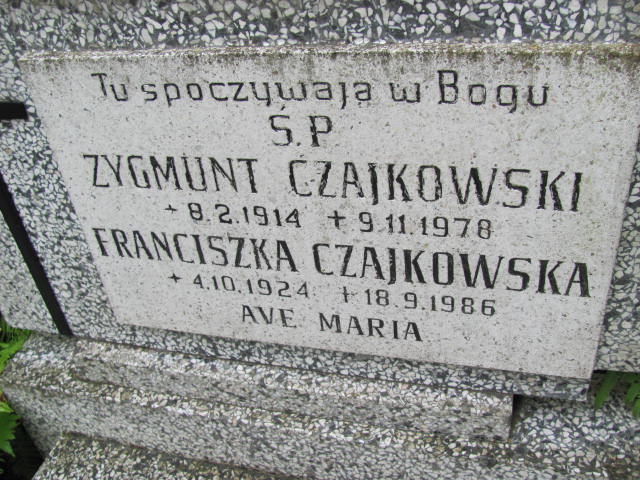 Tu spoczywają w Bogu
Ś.P
ZYGMUNT CZAJKOWSKI
+ 8.2.1914 + 9.11.1978
FRANCISZKA CZAJKOWSKA
+ 4.10.1924 + 18.9.1986
AVE MARIA